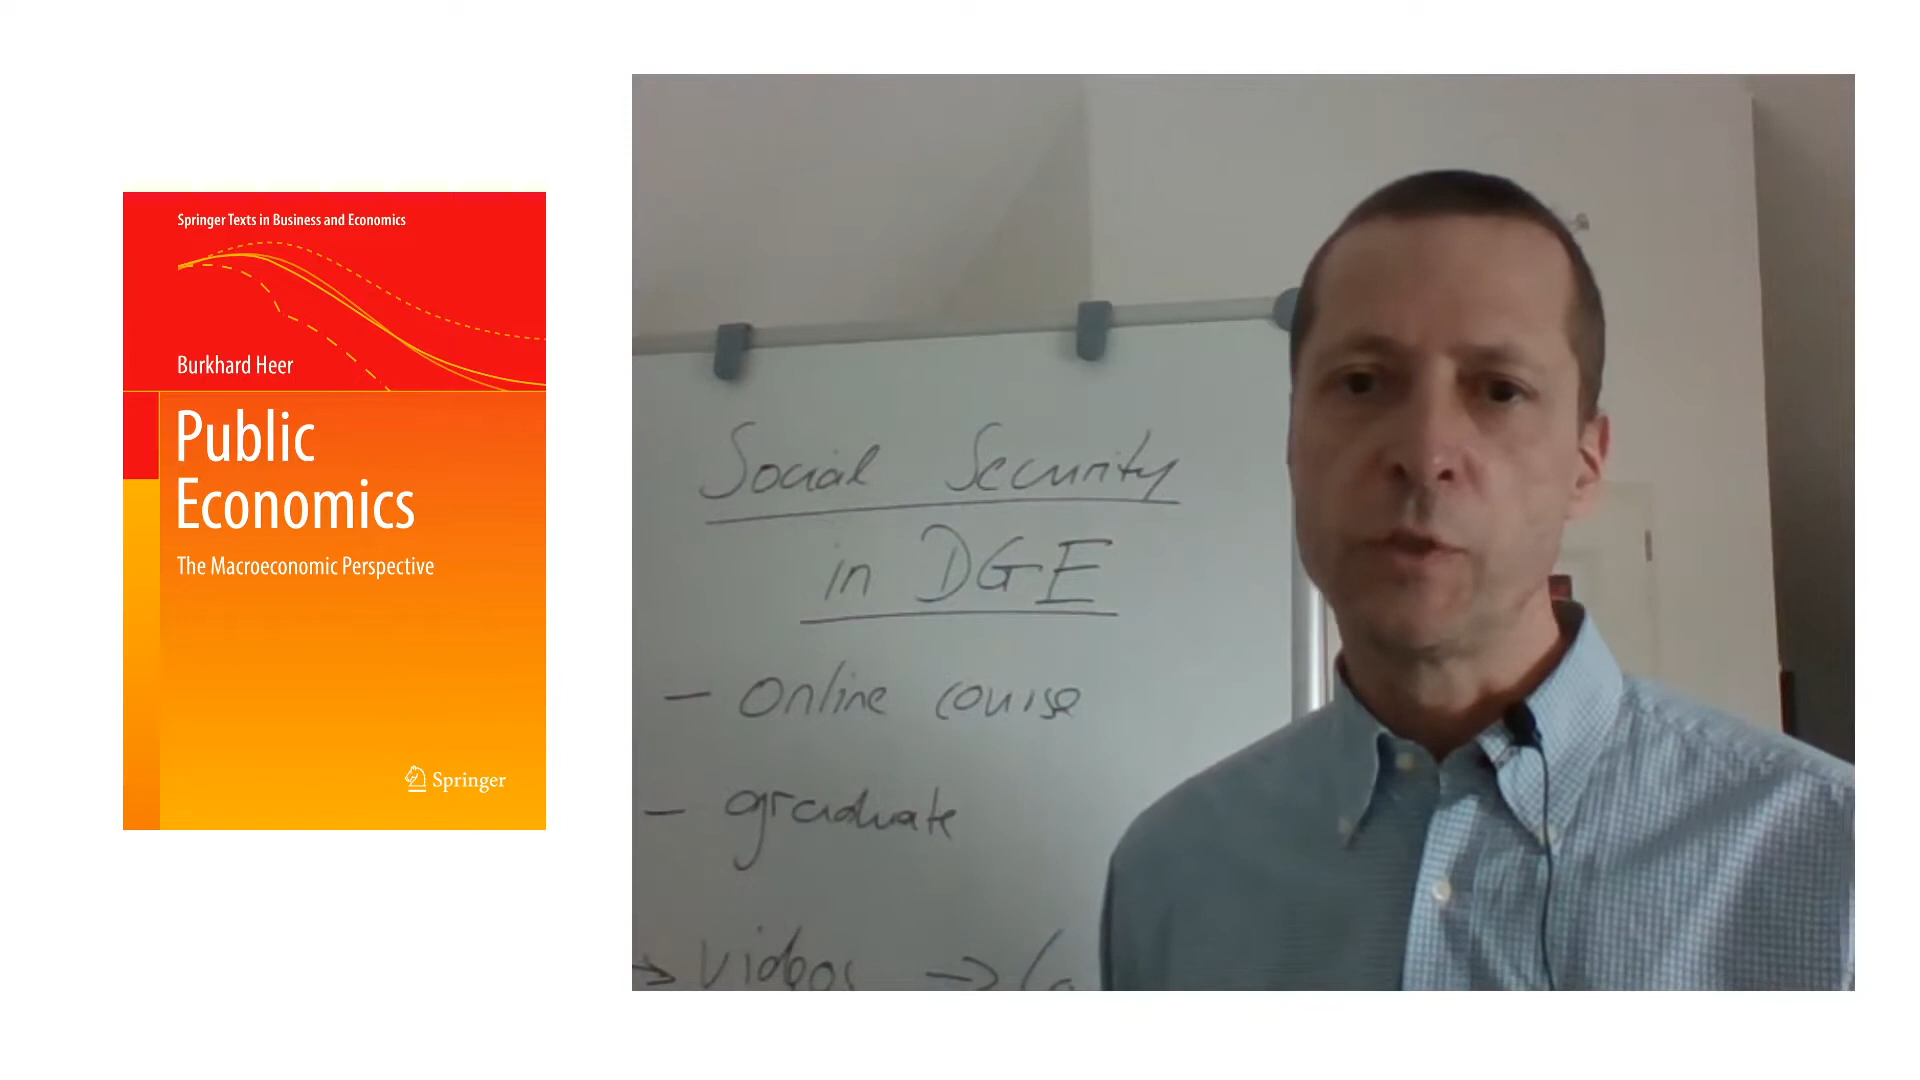 Springer Texts in Business and Economics
Burkhard Heer
Public
Economics
The Macroeconomic Perspective
Springer
Social Security
in DGE
- Online course
- graduate
→ videos →